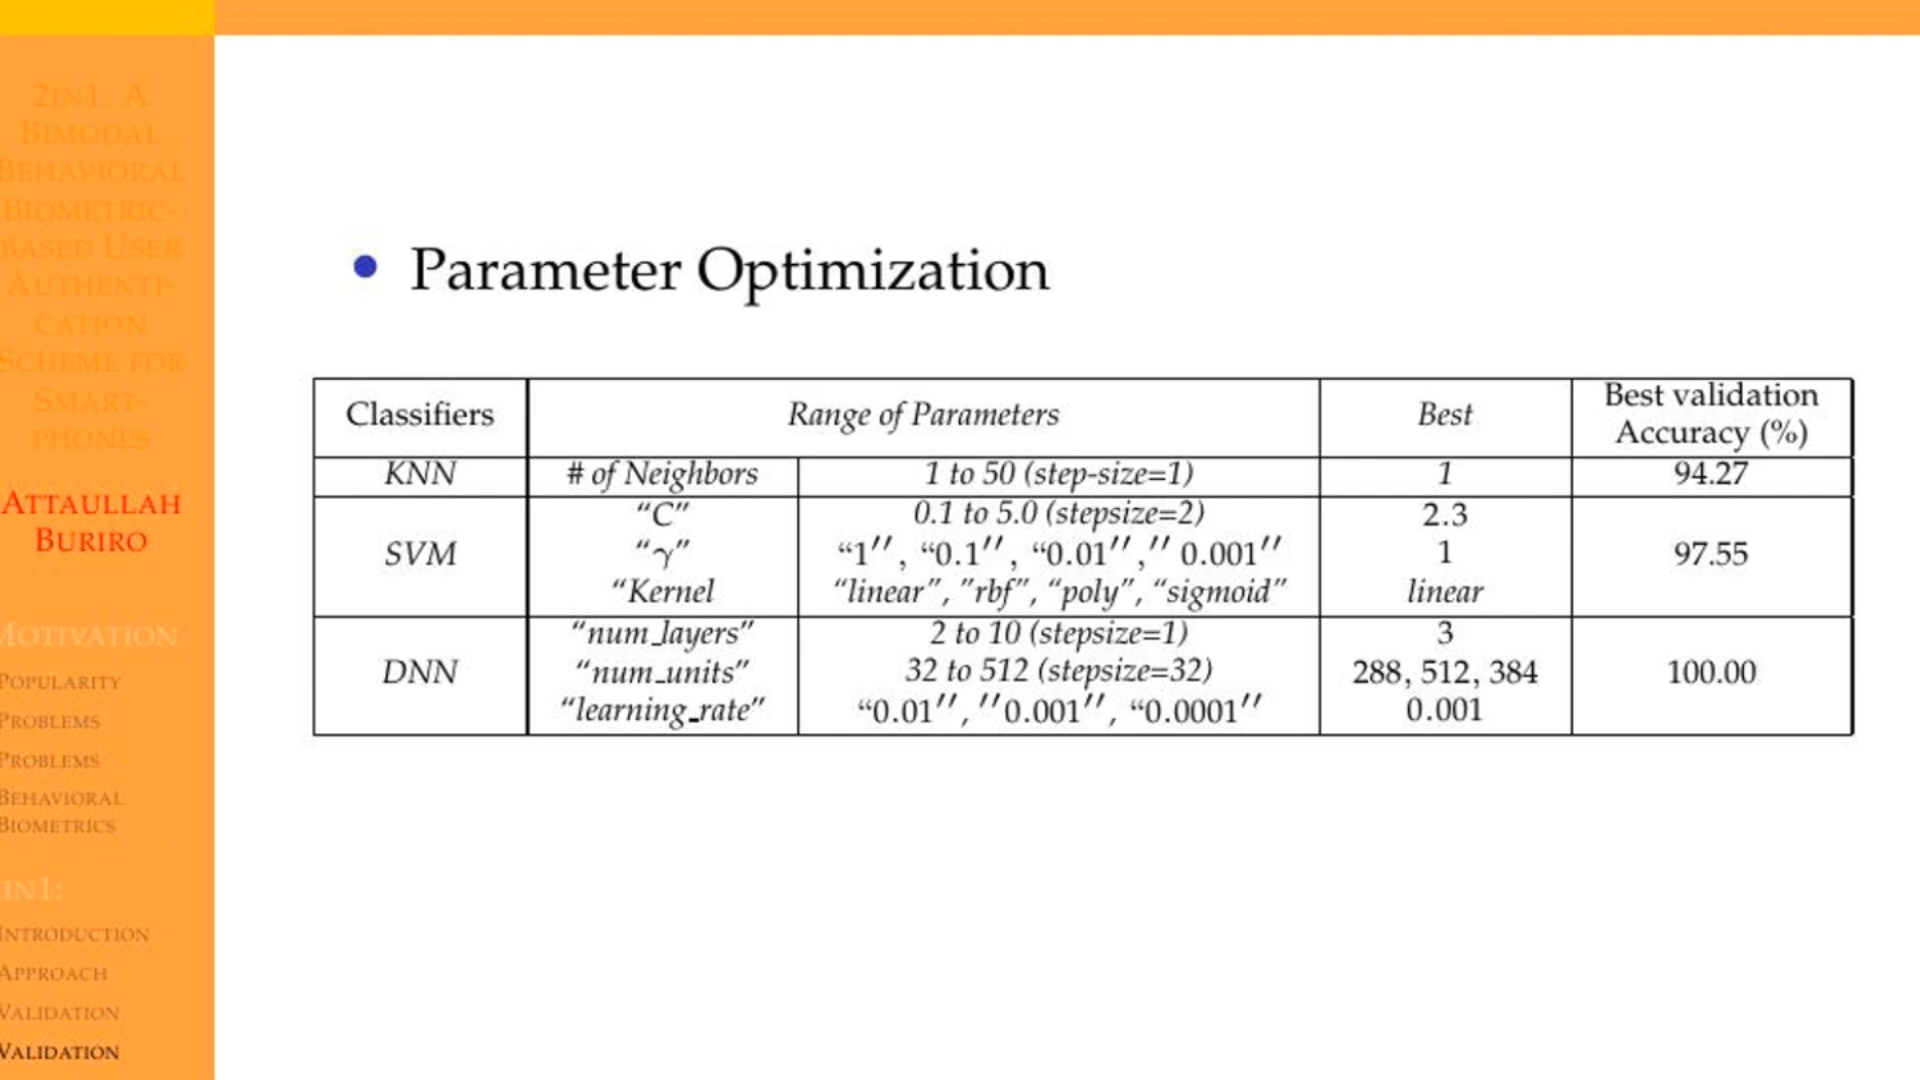 2IN1: A
BIMODAL
BEHAVIORAL
BIOMETRIC-
BASED USER
AUTHENTI-
CATION
SCHEME FOR
SMART-
PHONES
ATTAULLAH
BURIRO
MOTIVATION
POPULARITY
PROBLEMS
PROBLEMS
BEHAVIORAL
BIOMETRICS
IN1:
INTRODUCTION
APPROACH
VALIDATION
VALIDATION
• Parameter Optimization
Classifiers Range of Parameters Best Best validation Accuracy (%)
KNN # of Neighbors 1 to 50 (step-size=1) 1 94.27
“C” 0.1 to 5.0 (stepsize=2) 2.3
SVM “γ” “1′′, “0.1′′, “0.01′′,′′ 0.001′′ 1 97.55
“Kernel “linear”, ”rbf”, “poly”, “sigmoid” linear
“num_layers” 2 to 10 (stepsize=1) 3
DNN “num_units” 32 to 512 (stepsize=32) 288, 512, 384 100.00
“learning_rate” “0.01′′,′′0.001′′, “0.0001′′ 0.001